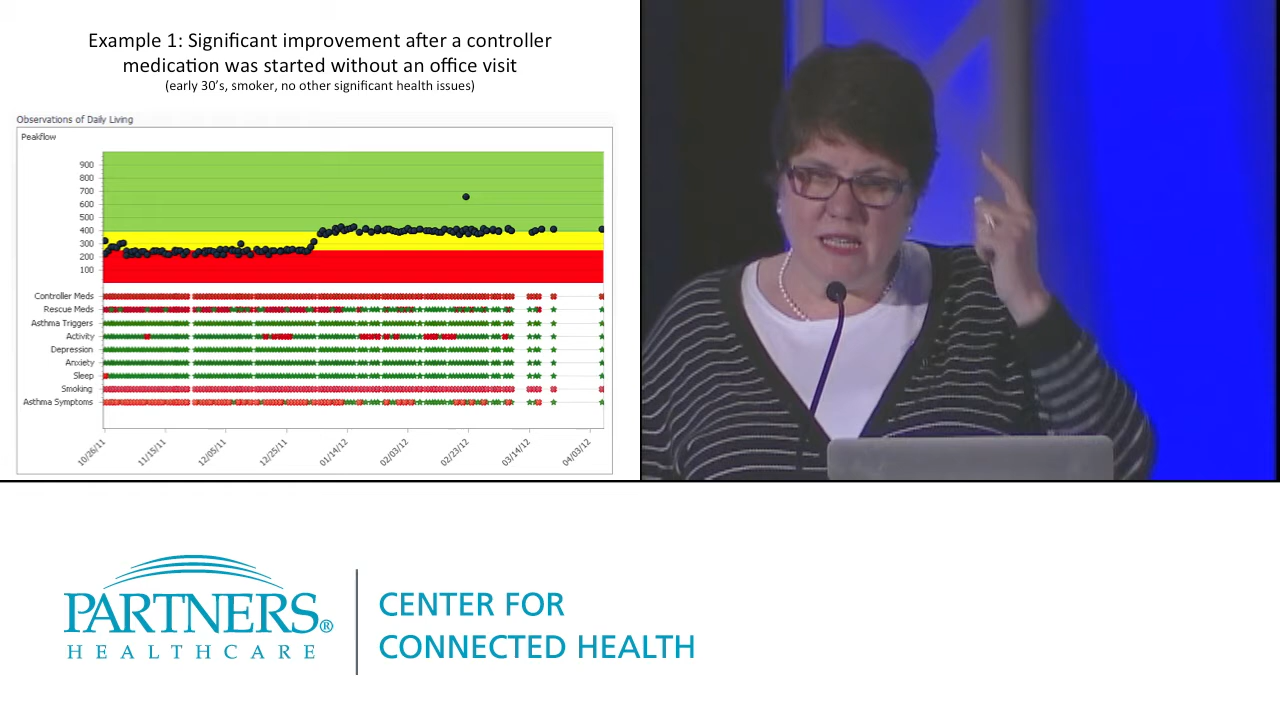 Example 1: Significant improvement after a controller
medication was started without an office visit
(early 30's, smoker, no other significant health issues)
Observations of Daily Living
Peakflow
900
800
700
600
500
400
300
200
100
Controller Meds
Rescue Meds
Asthma Triggers
Activity
Depression
Anxiety
Sleep
Smoking
Asthma Symptoms
10/26/11
11/15/11
12/05/11
12/25/11
01/14/12
02/03/12
02/23/12
03/14/12
04/03/12
PARTNERS®
HEALTHCARE
CENTER FOR
CONNECTED HEALTH